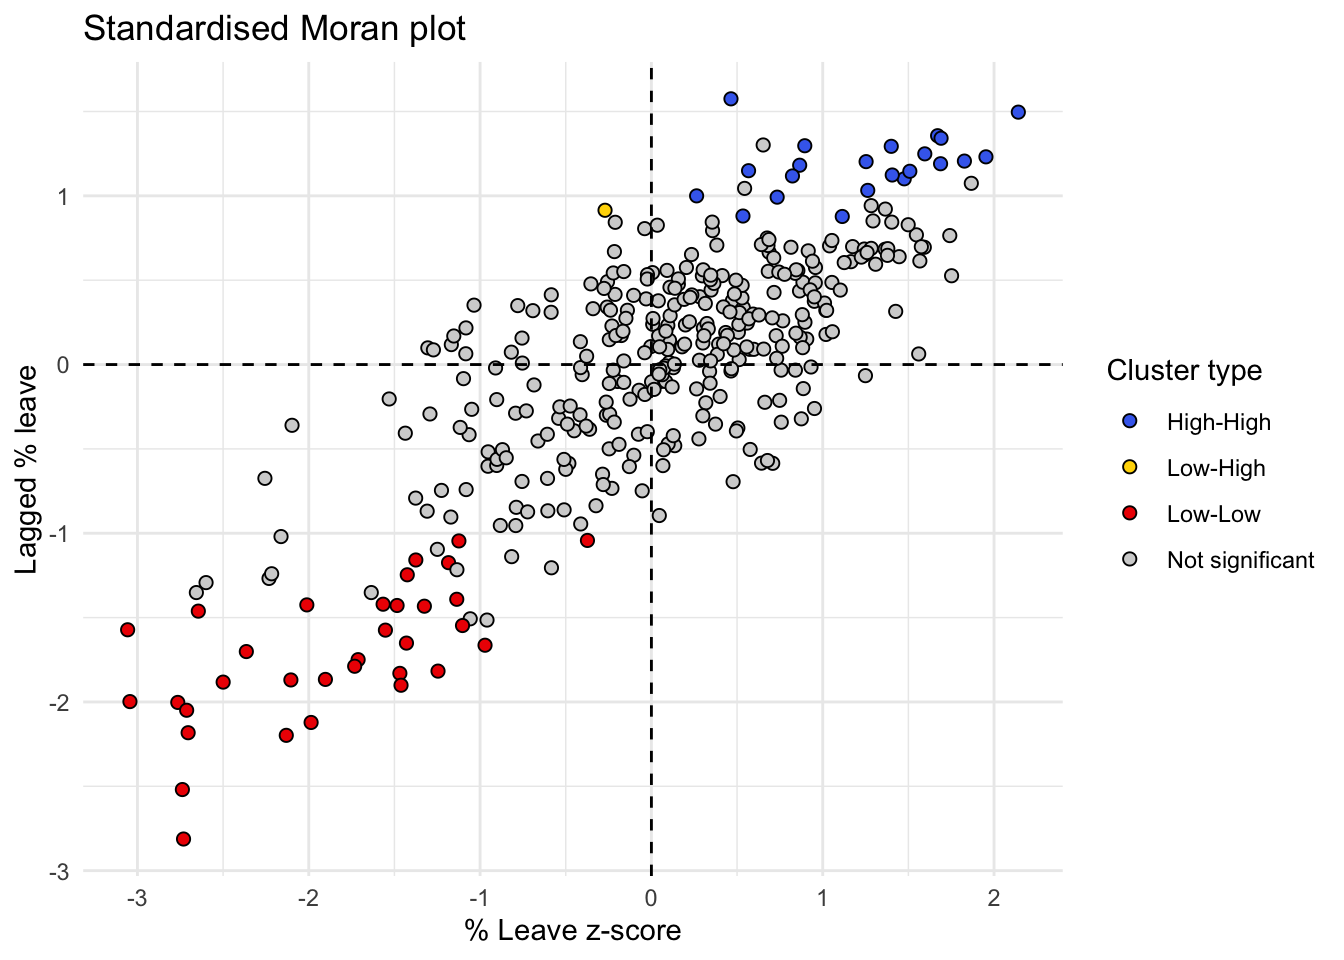 Standardised Moran plot
Lagged % leave
1
0
-1
-2
-3
-3
-2
-1
0
1
2
% Leave z-score
Cluster type
High-High
Low-High
Low-Low
Not significant